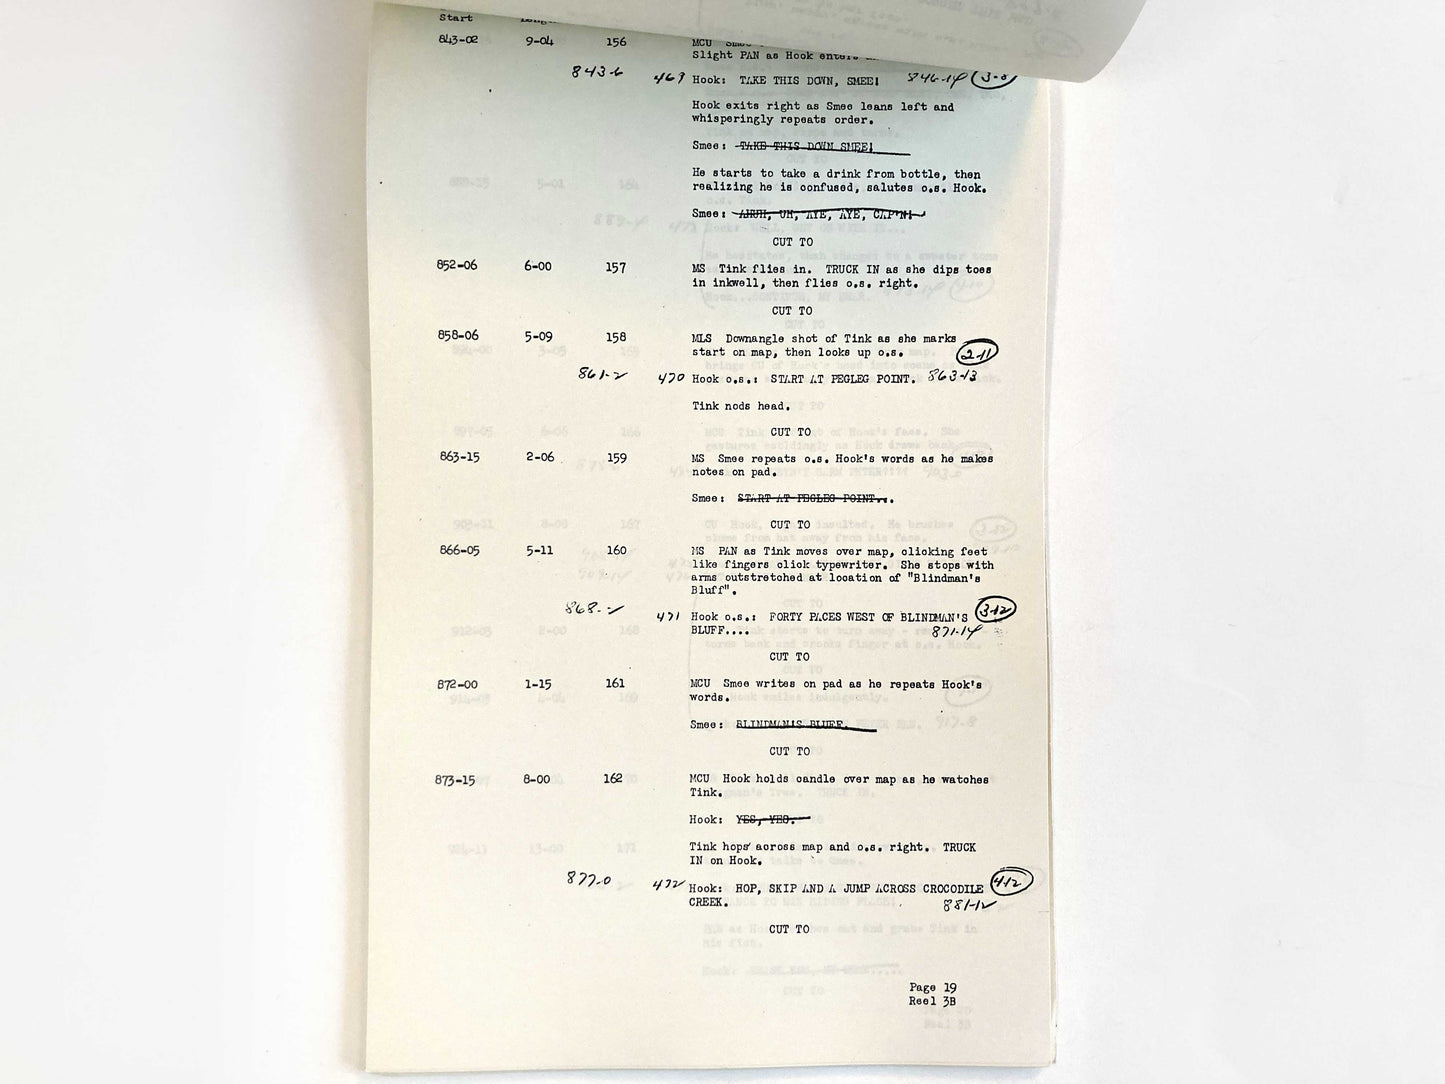 Start
843-02 9-04 156 MCU
Slight PAN as Hook enters
843-6 469 Hook: TAKE THIS DOWN, SMEE! 846-14 (3-8)
Hook exits right as Smee leans left and
whisperingly repeats order.
Smee: TAKE THIS DOWN SMEE!
He starts to take a drink from bottle, then
realizing he is confused, salutes o.s. Hook.
Smee: AHUH, UH, AYE, AYE, CAP'N!
CUT TO
852-06 6-00 157 MS Tink flies in. TRUCK IN as she dips toes
in inkwell, then flies o.s. right.
CUT TO
858-06 5-09 158 MLS Downangle shot of Tink as she marks
start on map, then looks up o.s. 2-11
861-2 470 Hook o.s.: START AT PEGLEG POINT. 863-13
Tink nods head.
CUT TO
863-15 2-06 159 MS Smee repeats o.s. Hook's words as he makes
notes on pad.
Smee: START AT PEGLEG POINT...
CUT TO
866-05 5-11 160 MS PAN as Tink moves over map, clicking feet
like fingers click typewriter. She stops with
arms outstretched at location of "Blindman's
Bluff".
868-2 471 Hook o.s.: FORTY PACES WEST OF BLINDMAN'S 3-12
BLUFF.... 871-14
CUT TO
872-00 1-15 161 MCU Smee writes on pad as he repeats Hook's
words.
Smee: BLINDMAN'S BLUFF.
CUT TO
873-15 8-00 162 MCU Hook holds candle over map as he watches
Tink.
Hook: YES, YES.
Tink hops across map and o.s. right. TRUCK
IN on Hook.
877-0 472 Hook: HOP, SKIP AND A JUMP ACROSS CROCODILE 4-12
CREEK. 881-12
CUT TO
Page 19
Reel 3B